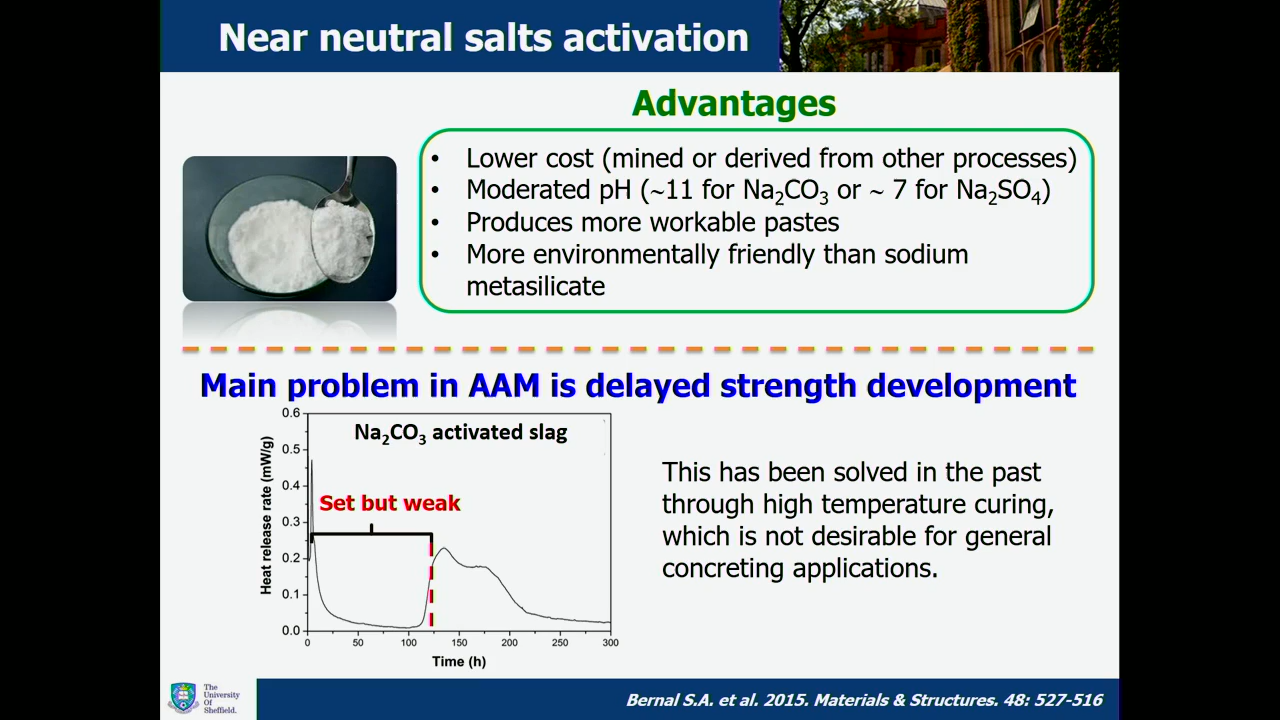 Near neutral salts activation
Advantages
• Lower cost (mined or derived from other processes)
• Moderated pH (~11 for Na₂CO₃ or ~ 7 for Na₂SO₄)
• Produces more workable pastes
• More environmentally friendly than sodium
metasilicate
Main problem in AAM is delayed strength development
Na₂CO₃ activated slag
Set but weak
Heat release rate (mW/g)
0.6
0.5
0.4
0.3
0.2
0.1
0.0
0 50 100 150 200 250 300
Time (h)
This has been solved in the past
through high temperature curing,
which is not desirable for general
concreting applications.
The
University
Of
Sheffield.
Bernal S.A. et al. 2015. Materials & Structures. 48: 527-516